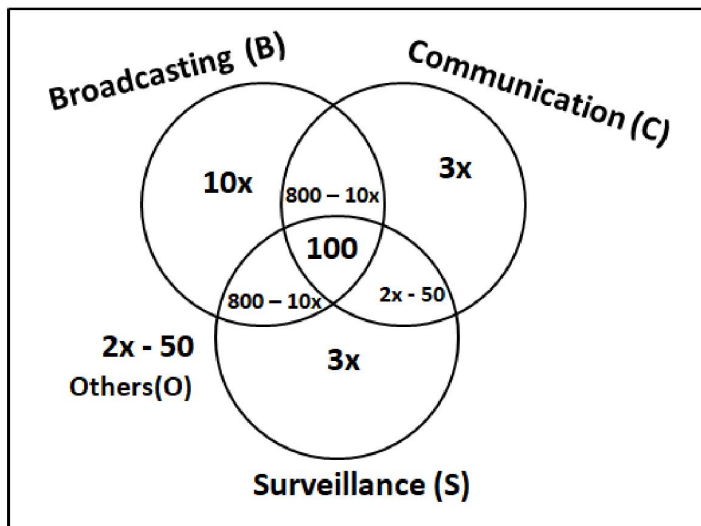 Broadcasting (B)
Communication (C)
10x
3x
800 – 10x
100
800 – 10x
2x - 50
2x - 50
Others(O)
3x
Surveillance (S)